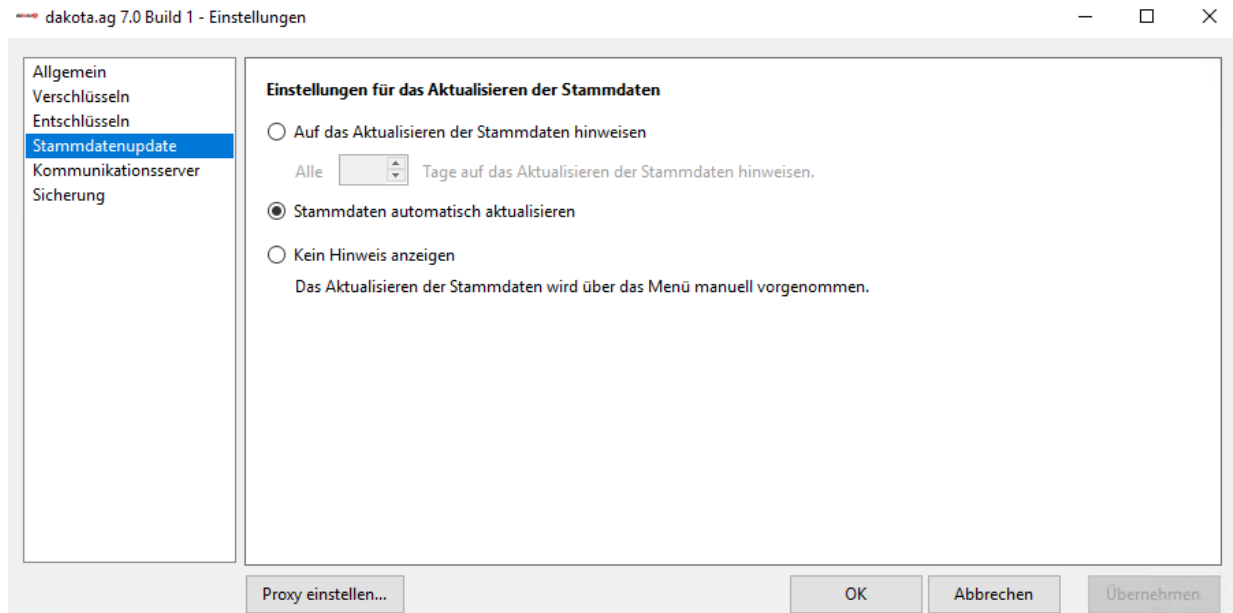 dakota.ag 7.0 Build 1 - Einstellungen
Allgemein
Verschlüsseln
Entschlüsseln
Stammdatenupdate
Kommunikationsserver
Sicherung
Einstellungen für das Aktualisieren der Stammdaten
Auf das Aktualisieren der Stammdaten hinweisen
Alle Tage auf das Aktualisieren der Stammdaten hinweisen.
Stammdaten automatisch aktualisieren
Kein Hinweis anzeigen
Das Aktualisieren der Stammdaten wird über das Menü manuell vorgenommen.
Proxy einstellen... OK Abbrechen Übernehmen